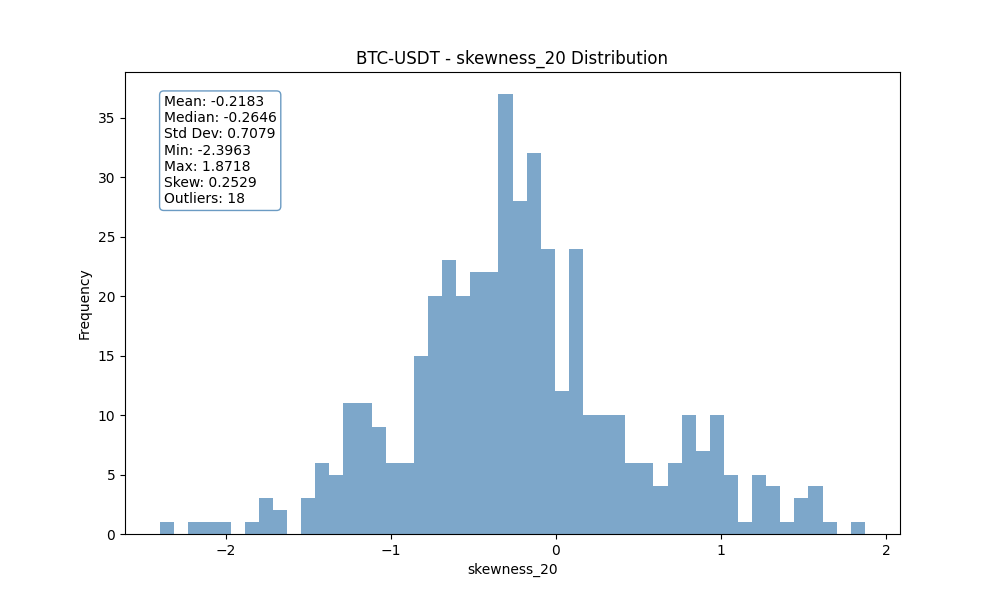 BTC-USDT - skewness_20 Distribution
Mean: -0.2183
Median: -0.2646
Std Dev: 0.7079
Min: -2.3963
Max: 1.8718
Skew: 0.2529
Outliers: 18
Frequency
35
30
25
20
15
10
5
0
−2
−1
0
1
2
skewness_20